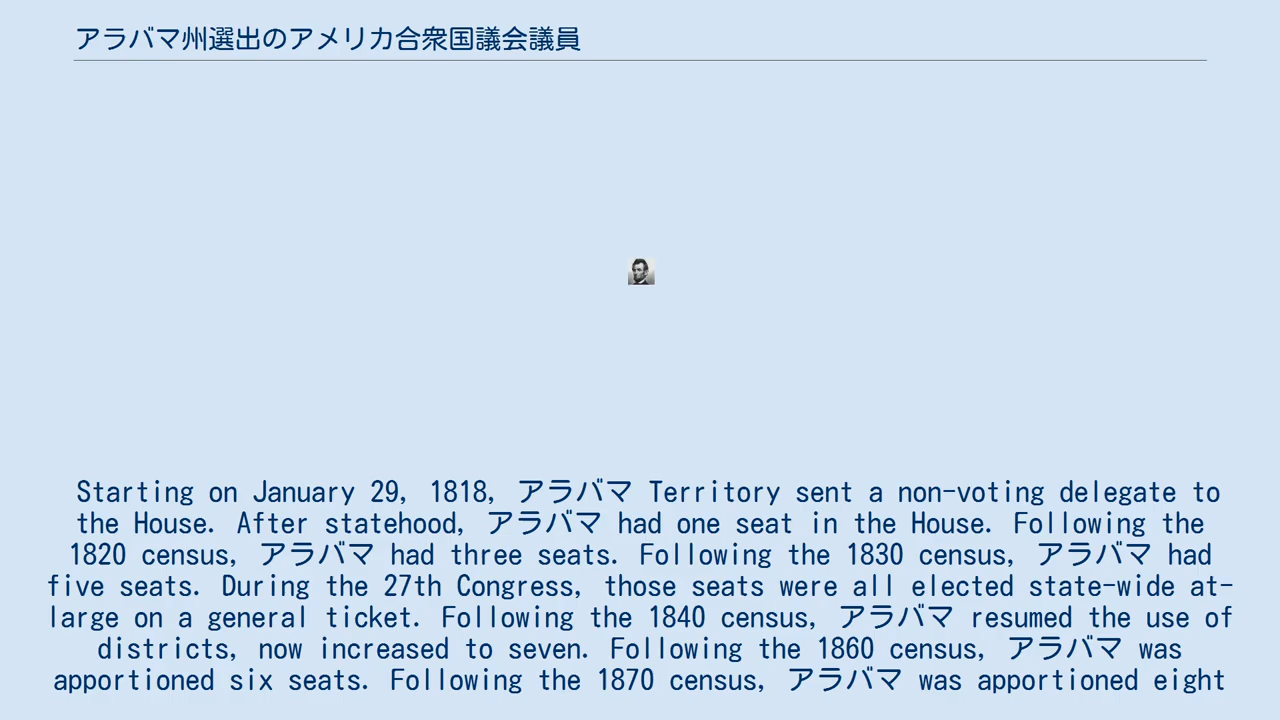 アラバマ州選出のアメリカ合衆国議会議員
Starting on January 29, 1818, アラバマ Territory sent a non-voting delegate to
the House. After statehood, アラバマ had one seat in the House. Following the
1820 census, アラバマ had three seats. Following the 1830 census, アラバマ had
five seats. During the 27th Congress, those seats were all elected state-wide at-
large on a general ticket. Following the 1840 census, アラバマ resumed the use of
districts, now increased to seven. Following the 1860 census, アラバマ was
apportioned six seats. Following the 1870 census, アラバマ was apportioned eight